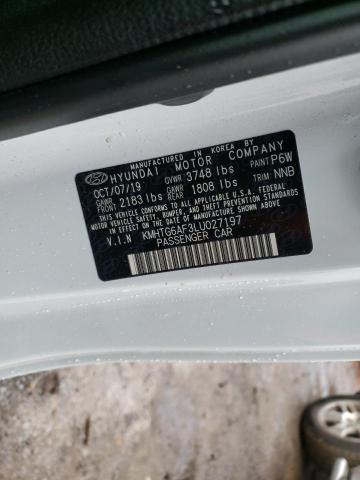 MANUFACTURED IN KOREA BY
HYUNDAI MOTOR COMPANY
OCT/07/19 GVWR 3748 lbs PAINT P6W
GAWR FRONT 2183 lbs GAWR REAR 1808 lbs TRIM NNB
THIS VEHICLE CONFORMS TO ALL APPLICABLE
FEDERAL MOTOR VEHICLE SAFETY, BUMPER, AND
THEFT PREVENTION STANDARDS IN EFFECT ON THE
DATE OF MANUFACTURE SHOWN ABOVE.
V.I.N KMHTG6AF3LU027197
PASSENGER CAR